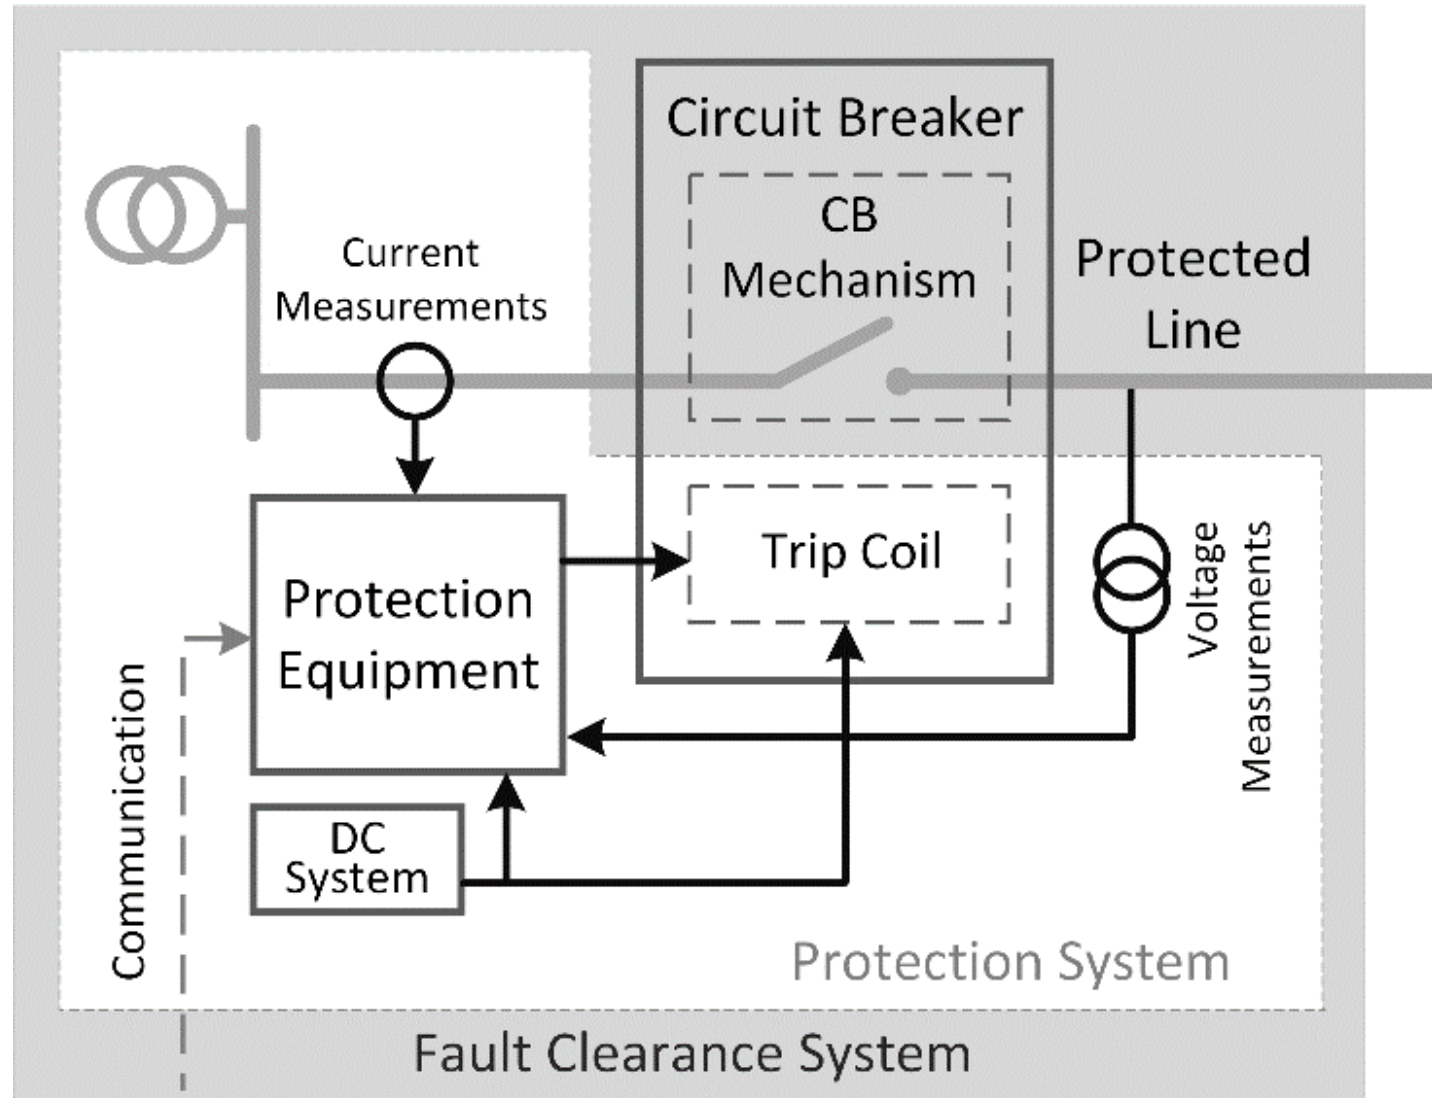 Circuit Breaker
CB
Mechanism
Current
Measurements
Protected
Line
Trip Coil
Protection
Equipment
Voltage
Measurements
Communication
DC
System
Protection System
Fault Clearance System